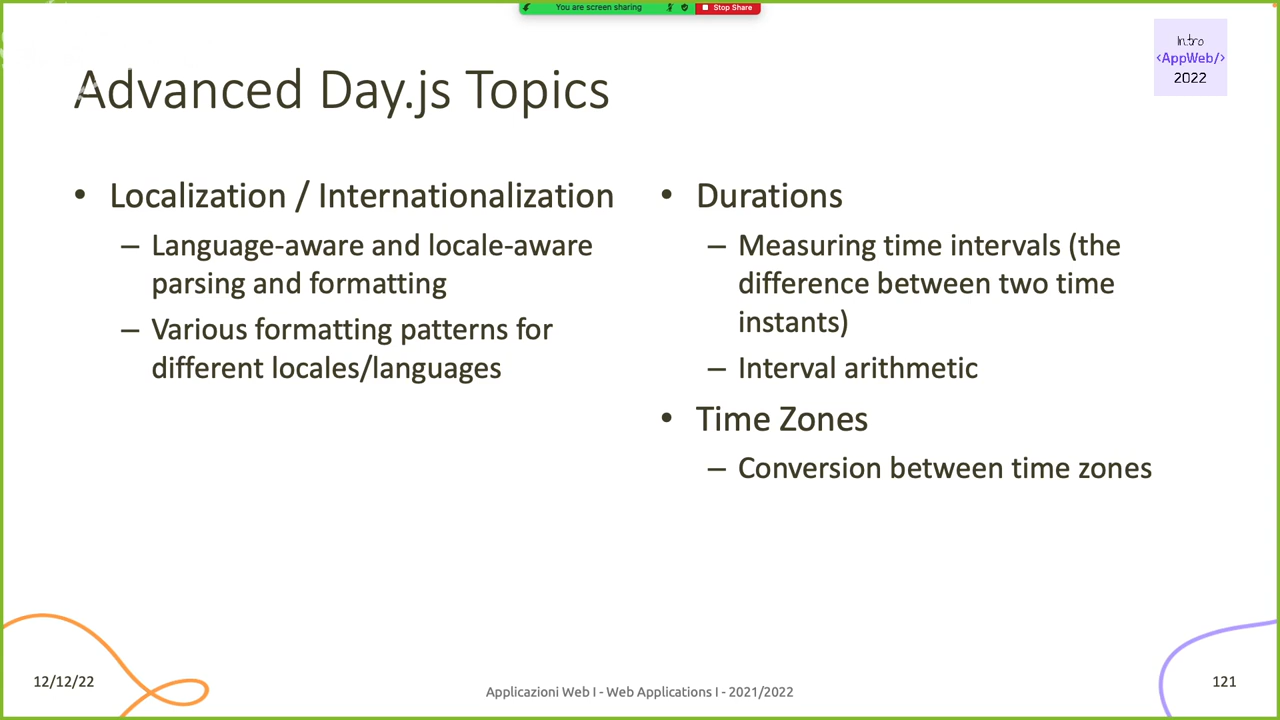 You are screen sharing
Stop Share
Intro
<AppWeb/>
2022
Advanced Day.js Topics
• Localization / Internationalization
– Language-aware and locale-aware
parsing and formatting
– Various formatting patterns for
different locales/languages
• Durations
– Measuring time intervals (the
difference between two time
instants)
– Interval arithmetic
• Time Zones
– Conversion between time zones
12/12/22
Applicazioni Web I - Web Applications I - 2021/2022
121